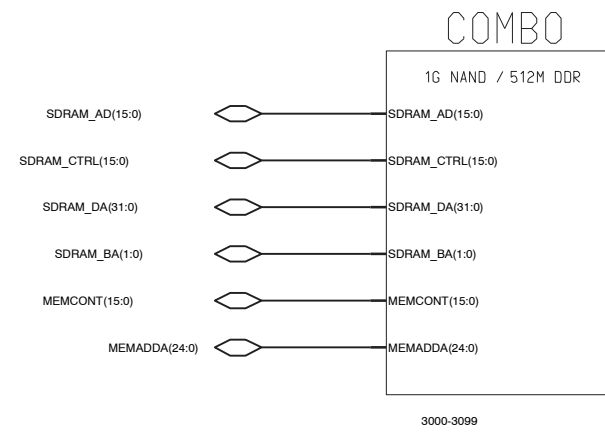 COMBO
1G NAND / 512M DDR
SDRAM_AD(15:0) SDRAM_AD(15:0)
SDRAM_CTRL(15:0) SDRAM_CTRL(15:0)
SDRAM_DA(31:0) SDRAM_DA(31:0)
SDRAM_BA(1:0) SDRAM_BA(1:0)
MEMCONT(15:0) MEMCONT(15:0)
MEMADDA(24:0) MEMADDA(24:0)
3000-3099